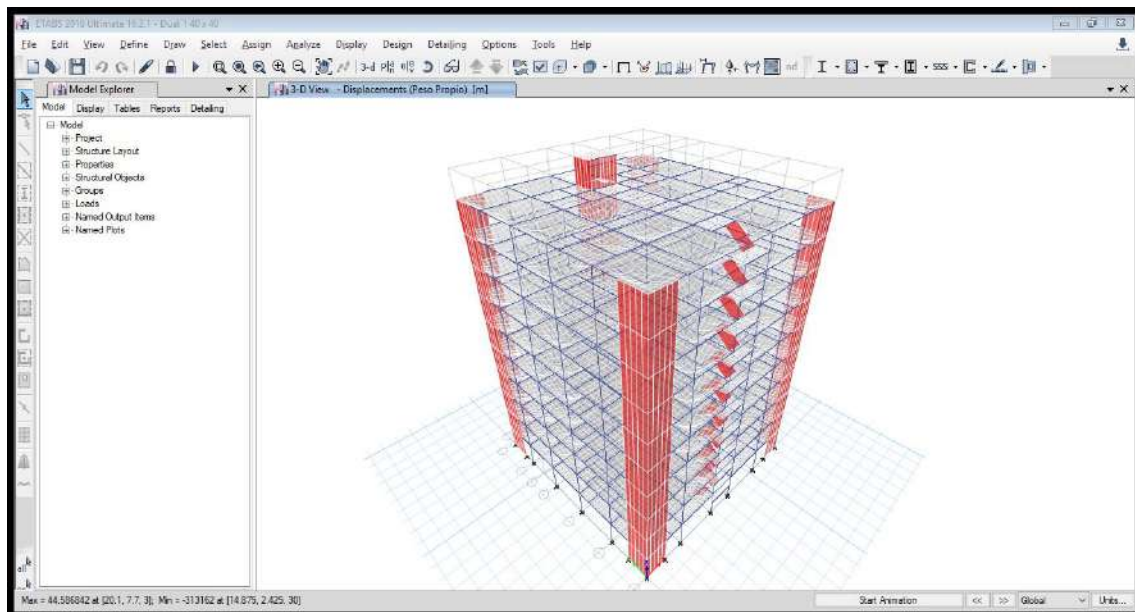 ETABS 2016 Ultimate 16.2.1 - Dual 1 40 x 40
File Edit View Define Draw Select Assign Analyze Display Design Detailing Options Tools Help
3-d
nd
Model Explorer
3-D View - Displacements (Peso Propio) [m]
Model Display Tables Reports Detailing
Model
Project
Structure Layout
Properties
Structural Objects
Groups
Loads
Named Output Items
Named Plots
all
Max = 44.586842 at [20.1, 7.7, 3]; Min = -313162 at [14.875, 2.425, 30]
Start Animation << >> Global Units...